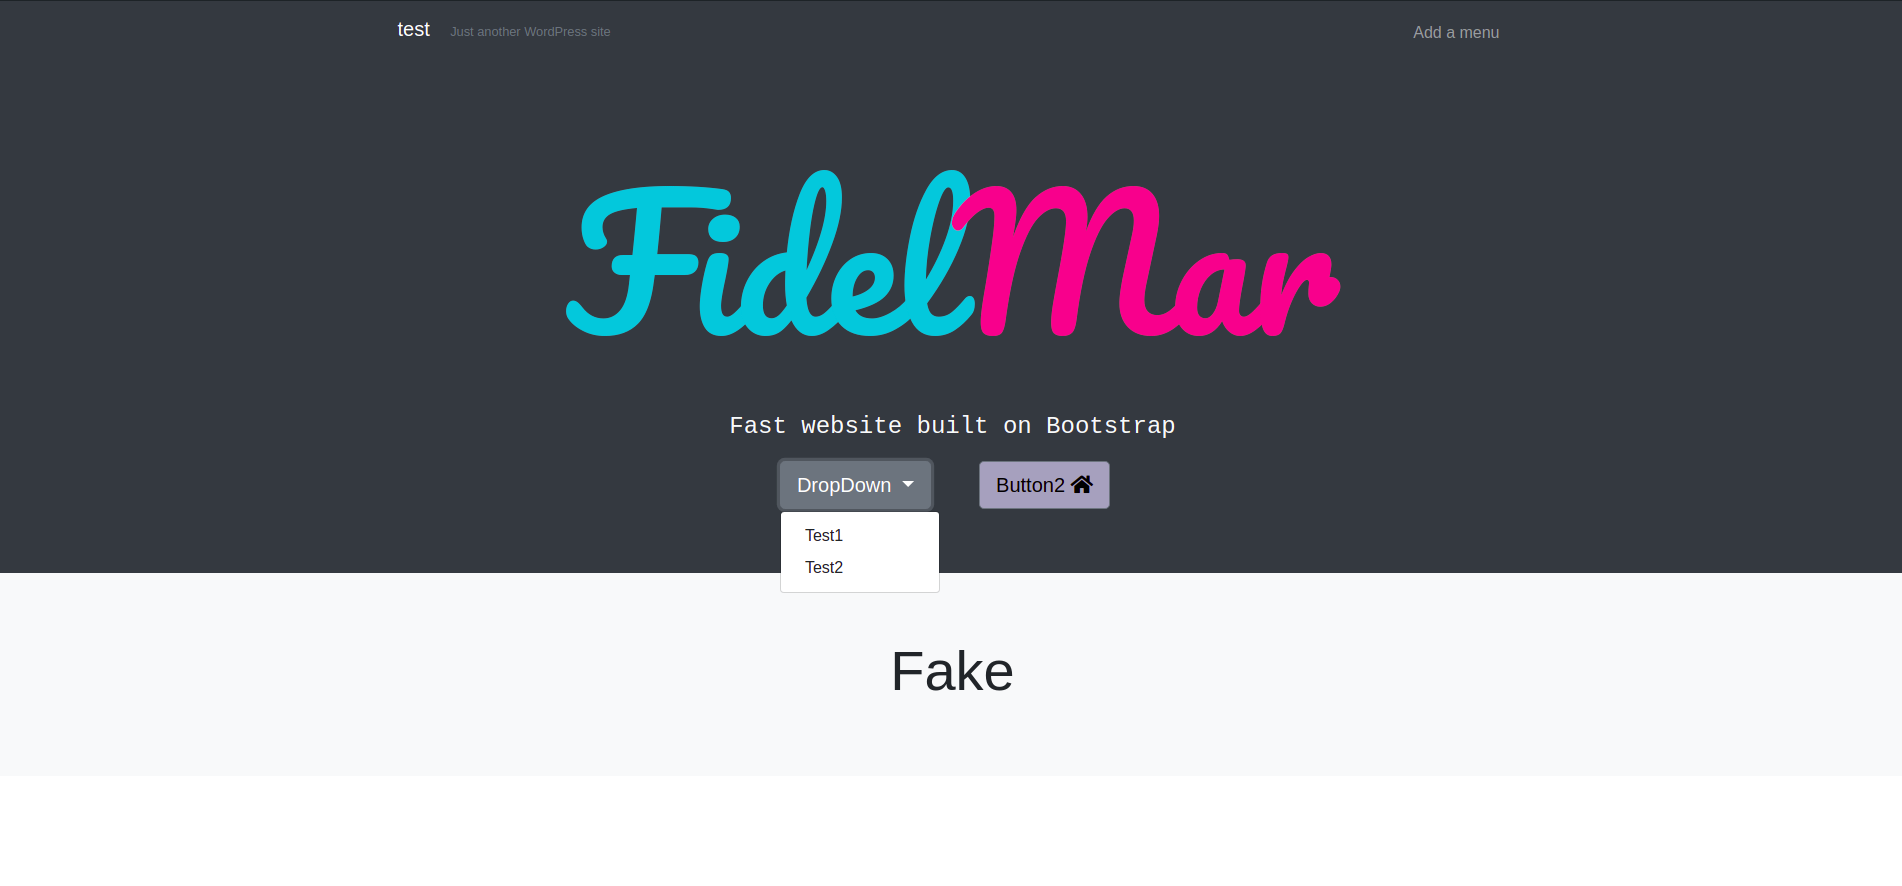 test Just another WordPress site Add a menu
FidelMar
Fast website built on Bootstrap
DropDown Button2
Test1
Test2
Fake